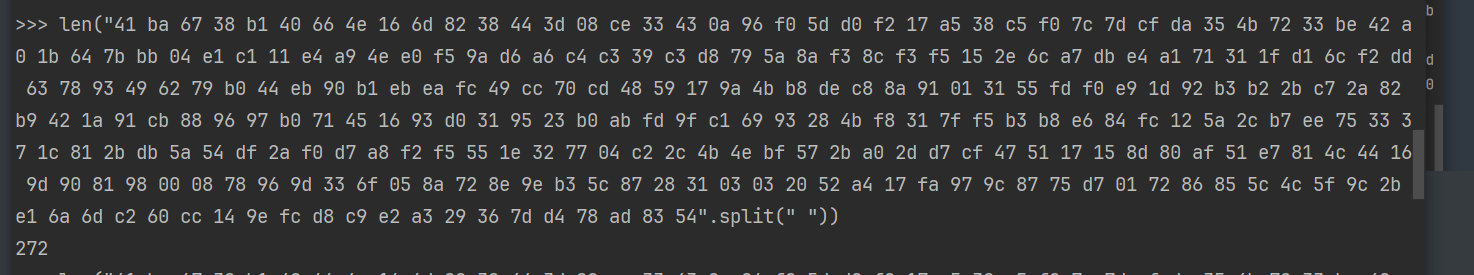 >>> len("41 ba 67 38 b1 40 66 4e 16 6d 82 38 44 3d 08 ce 33 43 0a 96 f0 5d d0 f2 17 a5 38 c5 f0 7c 7d cf da 35 4b 72 33 be 42 a
0 1b 64 7b bb 04 e1 c1 11 e4 a9 4e e0 f5 9a d6 a6 c4 c3 39 c3 d8 79 5a 8a f3 8c f3 f5 15 2e 6c a7 db e4 a1 71 31 1f d1 6c f2 dd
63 78 93 49 62 79 b0 44 eb 90 b1 eb ea fc 49 cc 70 cd 48 59 17 9a 4b b8 de c8 8a 91 01 31 55 fd f0 e9 1d 92 b3 b2 2b c7 2a 82
b9 42 1a 91 cb 88 96 97 b0 71 45 16 93 d0 31 95 23 b0 ab fd 9f c1 69 93 28 4b f8 31 7f f5 b3 b8 e6 84 fc 12 5a 2c b7 ee 75 33 3
7 1c 81 2b db 5a 54 df 2a f0 d7 a8 f2 f5 55 1e 32 77 04 c2 2c 4b 4e bf 57 2b a0 2d d7 cf 47 51 17 15 8d 80 af 51 e7 81 4c 44 16
9d 90 81 98 00 08 78 96 9d 33 6f 05 8a 72 8e 9e b3 5c 87 28 31 03 03 20 52 a4 17 fa 97 9c 87 75 d7 01 72 86 85 5c 4c 5f 9c 2b
e1 6a 6d c2 60 cc 14 9e fc d8 c9 e2 a3 29 36 7d d4 78 ad 83 54".split(" "))
272
b
d
0